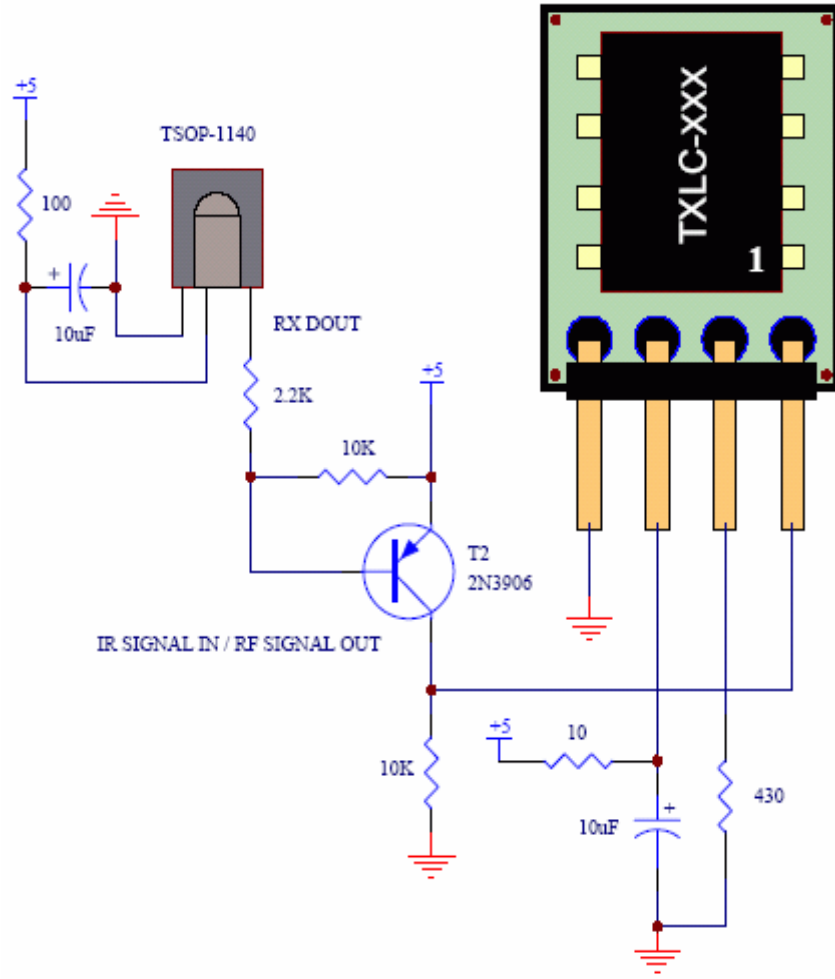 +5
TSOP-1140
TXLC-XXX
1
100
+
10uF
RX DOUT
2.2K
+5
10K
T2
2N3906
IR SIGNAL IN / RF SIGNAL OUT
+5
10
10K
+
10uF
430